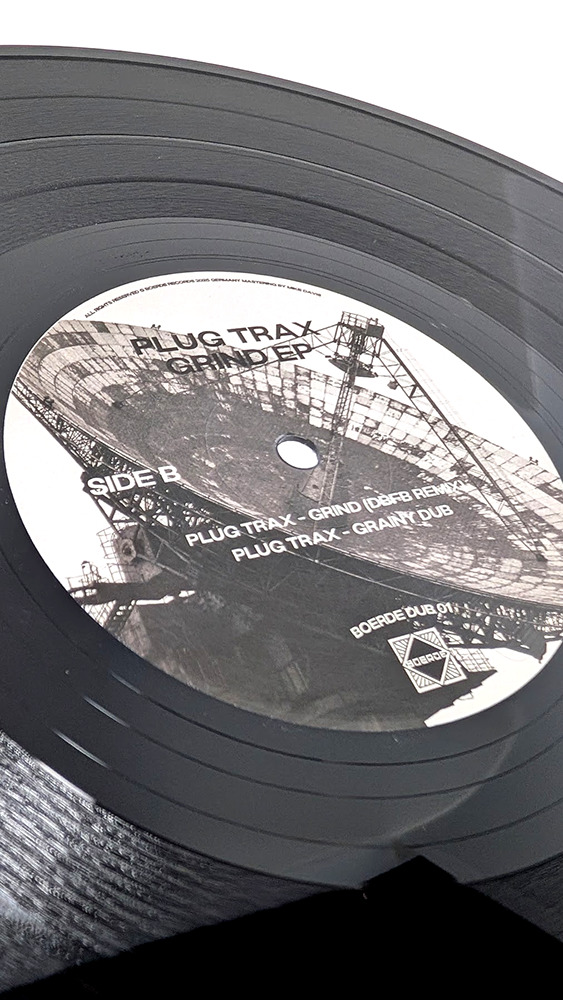 ALL RIGHTS RESERVED © BOERDE RECORDS 2025 GERMANY MASTERING BY MIKE DAVIS
PLUG TRAX
GRIND EP
SIDE B
PLUG TRAX - GRIND (DBFB REMIX)
PLUG TRAX - GRAINY DUB
BOERDE DUB 01
BOERDE